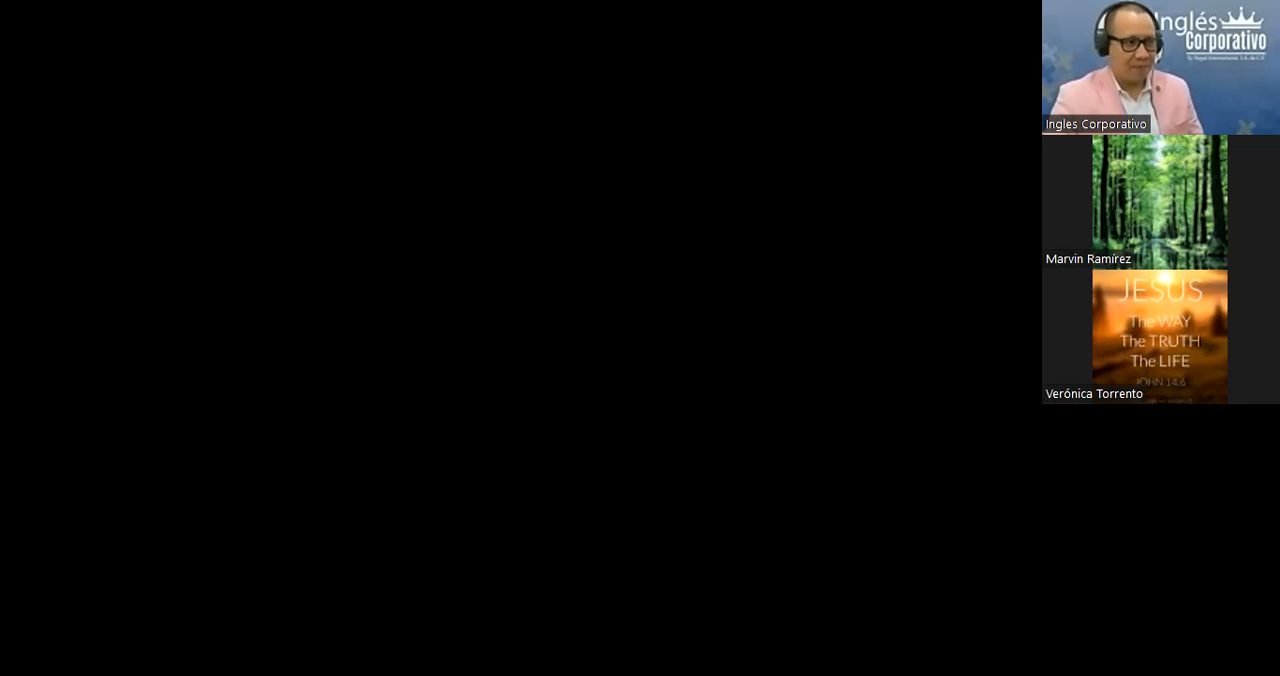 Inglés
Corporativo
Ingles Corporativo
Marvin Ramírez
JESUS
The WAY
The TRUTH
The LIFE
JOHN 14:6
Verónica Torrento